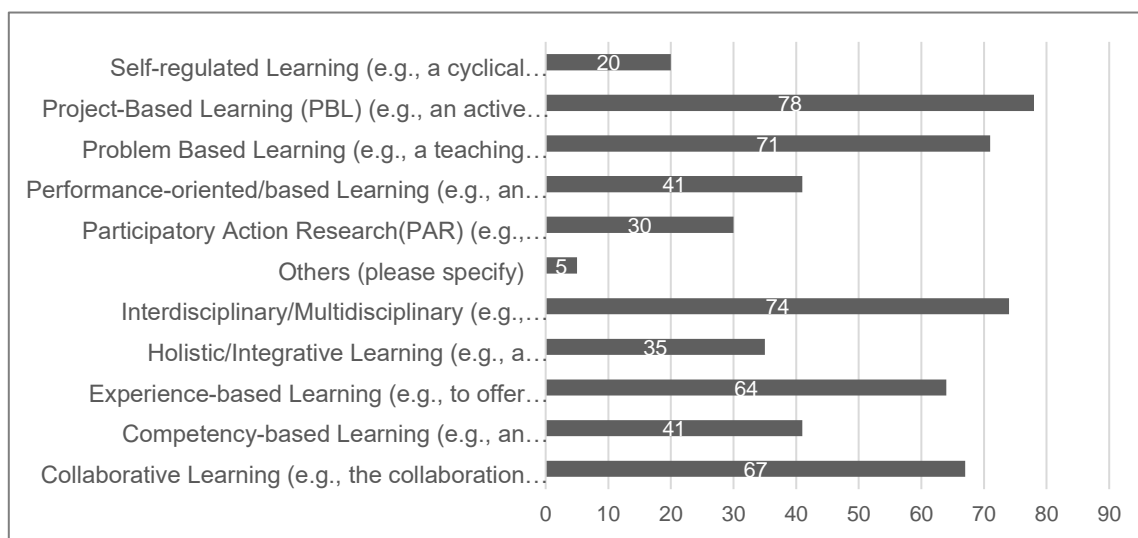 Self-regulated Learning (e.g., a cyclical… 20
Project-Based Learning (PBL) (e.g., an active… 78
Problem Based Learning (e.g., a teaching… 71
Performance-oriented/based Learning (e.g., an… 41
Participatory Action Research(PAR) (e.g.,… 30
Others (please specify) 5
Interdisciplinary/Multidisciplinary (e.g.,… 74
Holistic/Integrative Learning (e.g., a… 35
Experience-based Learning (e.g., to offer… 64
Competency-based Learning (e.g., an… 41
Collaborative Learning (e.g., the collaboration… 67
0 10 20 30 40 50 60 70 80 90